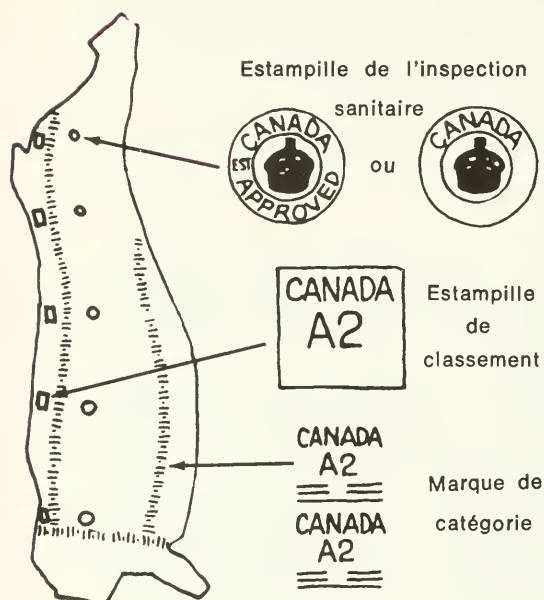 Estampille de l'inspection
sanitaire
CANADA
EST
APPROVED
ou
CANADA
CANADA
A2
Estampille
de
classement
CANADA
A2
CANADA
A2
Marque de
catégorie